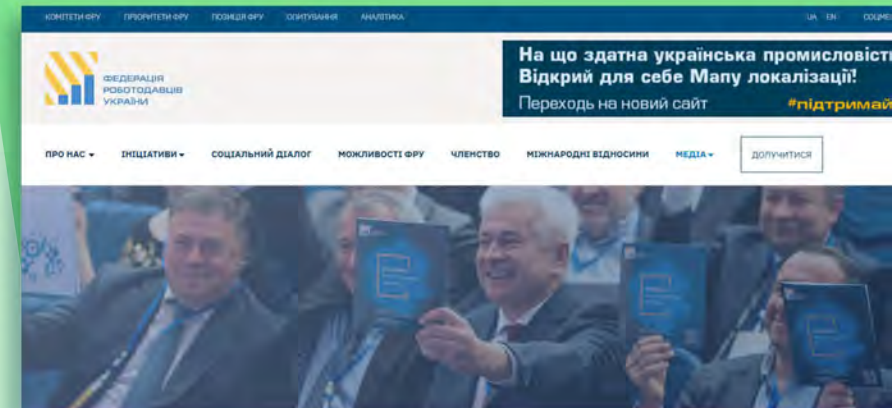 КОМІТЕТИ ФРУ ПРІОРИТЕТИ ФРУ ПОЗИЦІЯ ФРУ ОПИТУВАННЯ АНАЛІТИКА UA EN
ФЕДЕРАЦІЯ
РОБОТОДАВЦІВ
УКРАЇНИ
На що здатна українська промисловіст
Відкрий для себе Мапу локалізації!
Переходь на новий сайт #підтримай
ПРО НАС ІНІЦІАТИВИ СОЦІАЛЬНИЙ ДІАЛОГ МОЖЛИВОСТІ ФРУ ЧЛЕНСТВО МІЖНАРОДНІ ВІДНОСИНИ МЕДІА ДОЛУЧИТИСЯ